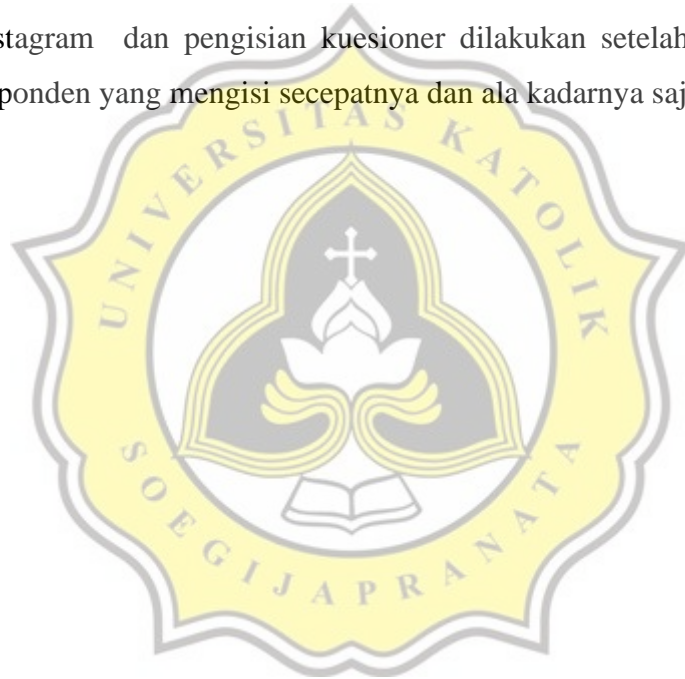 stagram dan pengisian kuesioner dilakukan setelah
ponden yang mengisi secepatnya dan ala kadarnya saj
UNIVERSITAS KATOLIK
SOEGIJAPRANATA